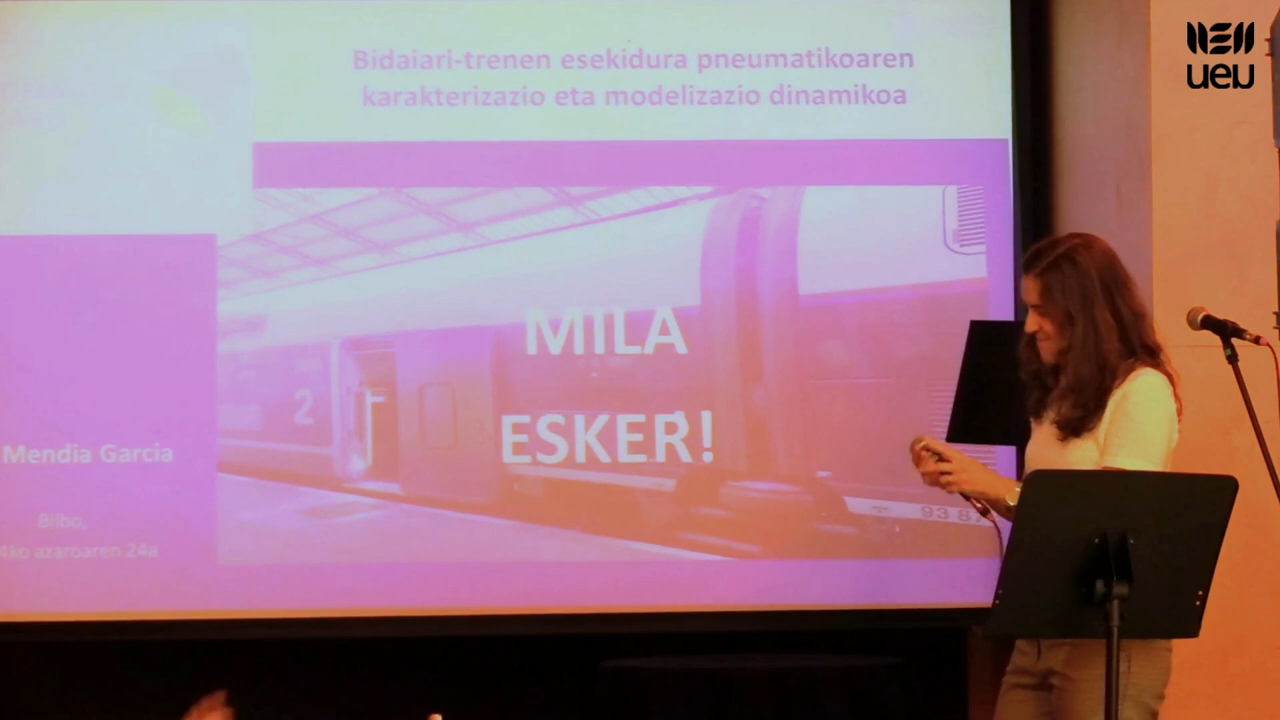 Bidaiari-trenen esekidura pneumatikoaren
karakterizazio eta modelizazio dinamikoa
MILA
ESKER!
2
93 87
Mendia Garcia
Bilbo,
4ko azaroaren 24a
ueu